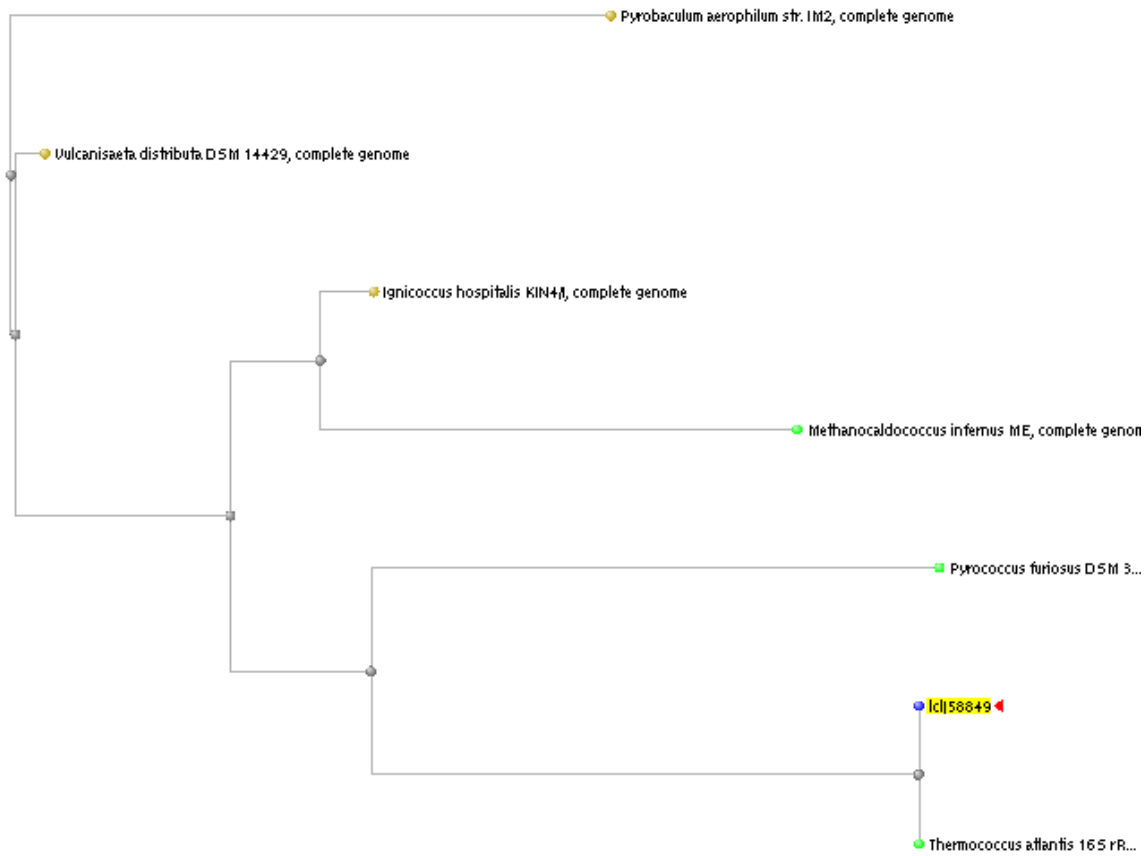 Pyrobaculum aerophilum str. IM2, complete genome
Vulcanisaeta distributa DSM 14429, complete genome
Ignicoccus hospitalis KIN4/I, complete genome
Methanocaldococcus infernus ME, complete genom
Pyrococcus furiosus DSM 3...
lcl|58849
Thermococcus atlantis 16S rR...